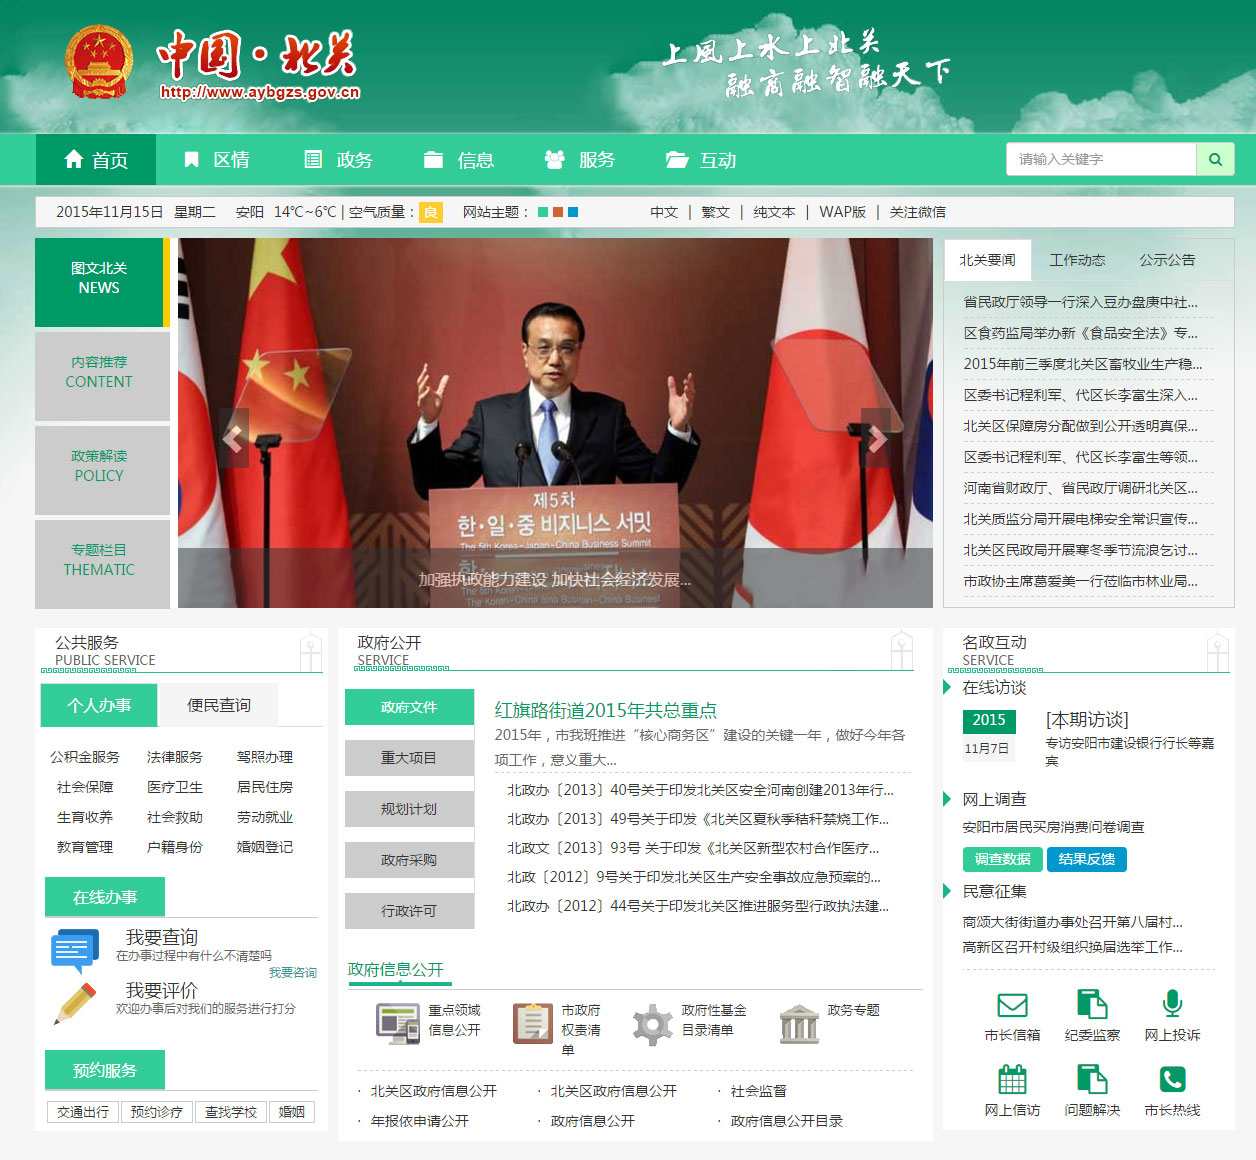 中国·北关
http://www.aybgzs.gov.cn
上風上水上北关
融商融智融天下
首页 区情 政务 信息 服务 互动 请输入关键字
2015年11月15日 星期二 安阳 14℃~6℃ | 空气质量：良 网站主题： 中文 | 繁文 | 纯文本 | WAP版 | 关注微信
图文北关
NEWS
内容推荐
CONTENT
政策解读
POLICY
专题栏目
THEMATIC
제5차
한·일·중 비지니스 서밋
The 5th Korea-Japan-China Business Summit
加强执政能力建设 加快社会经济发展...
北关要闻 工作动态 公示公告
省民政厅领导一行深入豆办盘庚中社...
区食药监局举办新《食品安全法》专...
2015年前三季度北关区畜牧业生产稳...
区委书记程利军、代区长李富生深入...
北关区保障房分配做到公开透明真保...
区委书记程利军、代区长李富生等领...
河南省财政厅、省民政厅调研北关区...
北关质监分局开展电梯安全常识宣传...
北关区民政局开展寒冬季节流浪乞讨...
市政协主席葛爱美一行莅临市林业局...
公共服务
PUBLIC SERVICE
个人办事 便民查询
公积金服务 法律服务 驾照办理
社会保障 医疗卫生 居民住房
生育收养 社会救助 劳动就业
教育管理 户籍身份 婚姻登记
在线办事
我要查询
在办事过程中有什么不清楚吗
我要咨询
我要评价
欢迎办事后对我们的服务进行打分
预约服务
交通出行 预约诊疗 查找学校 婚姻
政府公开
SERVICE
政府文件
重大项目
规划计划
政府采购
行政许可
红旗路街道2015年共总重点
2015年，市我班推进“核心商务区”建设的关键一年，做好今年各
项工作，意义重大...
北政办〔2013〕40号关于印发北关区安全河南创建2013年行...
北政办〔2013〕49号关于印发《北关区夏秋季秸秆禁烧工作...
北政文〔2013〕93号 关于印发《北关区新型农村合作医疗...
北政〔2012〕9号关于印发北关区生产安全事故应急预案的...
北政办〔2012〕44号关于印发北关区推进服务型行政执法建...
政府信息公开
重点领域
信息公开
市政府
权责清
单
政府性基金
目录清单
政务专题
· 北关区政府信息公开 · 北关区政府信息公开 · 社会监督
· 年报依申请公开 · 政府信息公开 · 政府信息公开目录
名政互动
SERVICE
在线访谈
2015
11月7日
[本期访谈]
专访安阳市建设银行行长等嘉
宾
网上调查
安阳市居民买房消费问卷调查
调查数据 结果反馈
民意征集
商颂大街街道办事处召开第八届村...
高新区召开村级组织换届选举工作...
市长信箱 纪委监察 网上投诉
网上信访 问题解决 市长热线